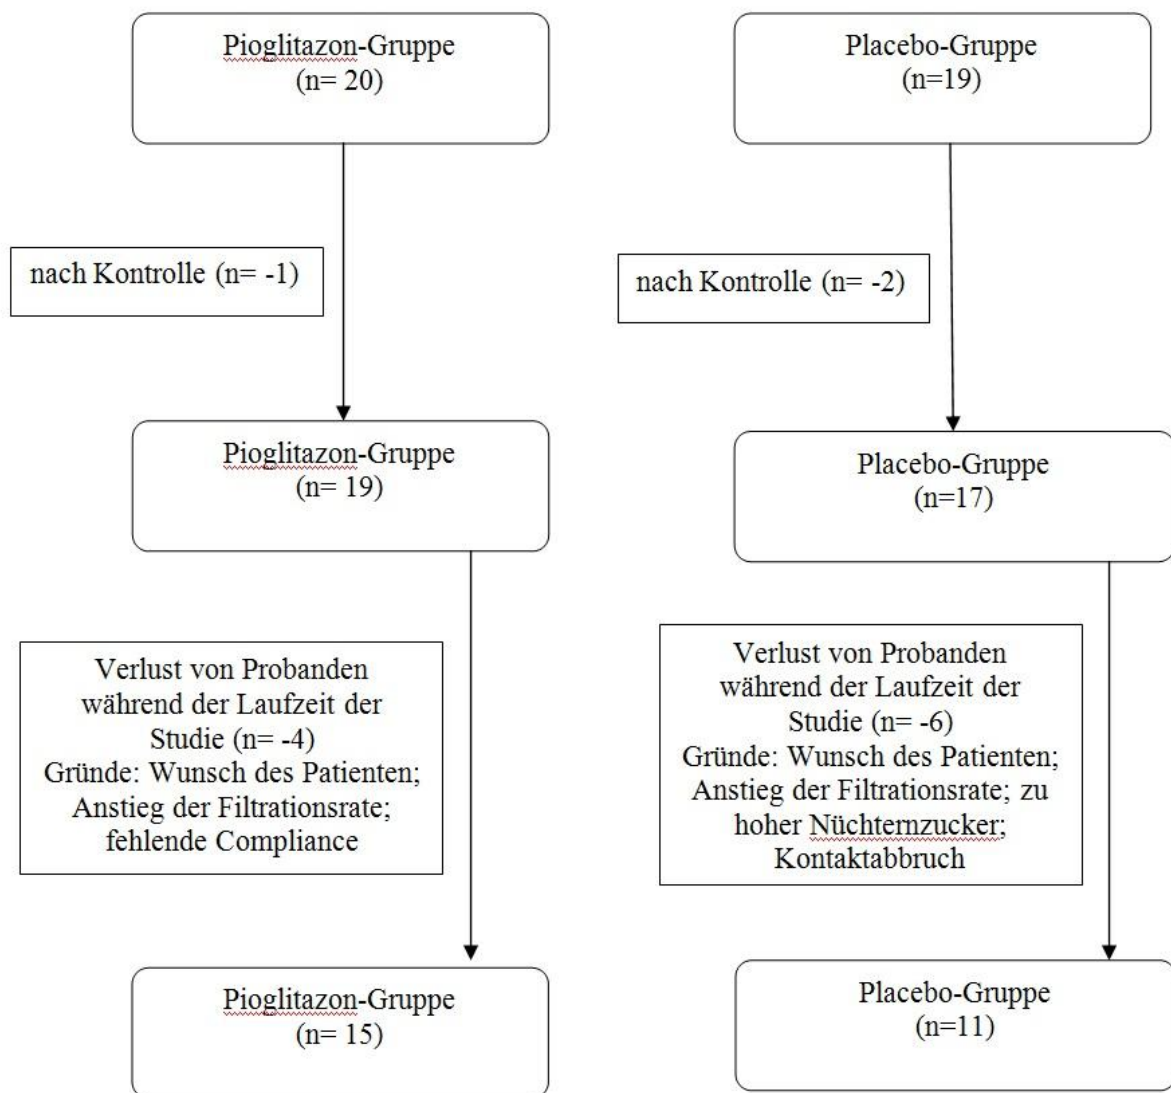 Pioglitazon-Gruppe
(n= 20)
nach Kontrolle (n= -1)
Pioglitazon-Gruppe
(n= 19)
Verlust von Probanden
während der Laufzeit der
Studie (n= -4)
Gründe: Wunsch des Patienten;
Anstieg der Filtrationsrate;
fehlende Compliance
Pioglitazon-Gruppe
(n= 15)
Placebo-Gruppe
(n=19)
nach Kontrolle (n= -2)
Placebo-Gruppe
(n=17)
Verlust von Probanden
während der Laufzeit der
Studie (n= -6)
Gründe: Wunsch des Patienten;
Anstieg der Filtrationsrate; zu
hoher Nüchternzucker;
Kontaktabbruch
Placebo-Gruppe
(n=11)